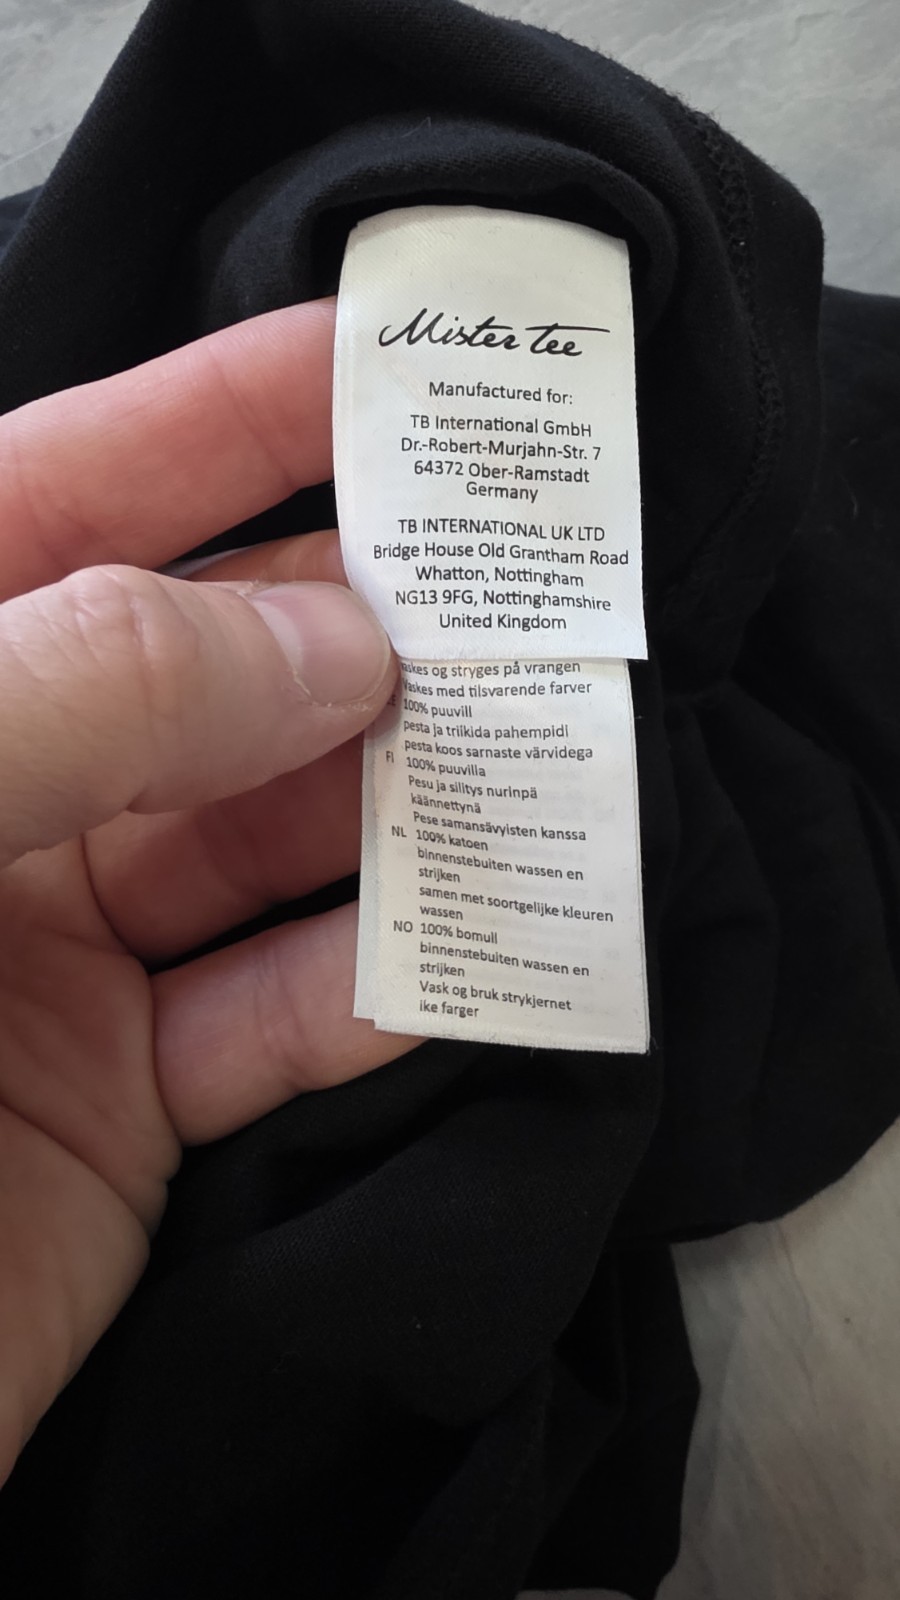 Mister Tee
Manufactured for:
TB International GmbH
Dr.-Robert-Murjahn-Str. 7
64372 Ober-Ramstadt
Germany
TB INTERNATIONAL UK LTD
Bridge House Old Grantham Road
Whatton, Nottingham
NG13 9FG, Nottinghamshire
United Kingdom
og stryges på vrangen
Vaskes med tilsvarende farver
100% puuvill
pesta ja triikida pahempidi
pesta koos sarnaste värvidega
FI 100% puuvilla
Pesu ja silitys nurinpä
käännettynä
Pese samansävyisten kanssa
NL 100% katoen
binnenstebuiten wassen en
strijken
samen met soortgelijke kleuren
wassen
NO 100% bomull
binnenstebuiten wassen en
strijken
Vask og bruk strykjernet
ike farger